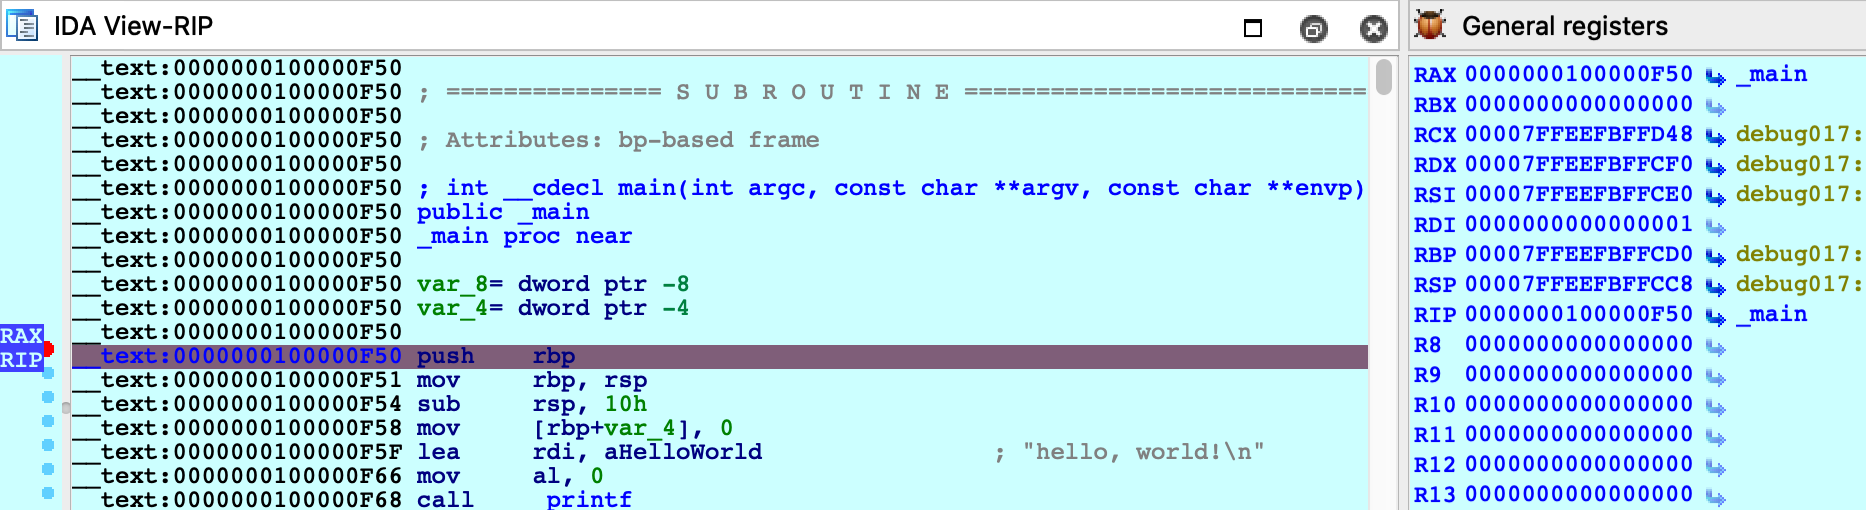 IDA View-RIP
__text:0000000100000F50
__text:0000000100000F50 ; =============== S U B R O U T I N E ============================
__text:0000000100000F50
__text:0000000100000F50 ; Attributes: bp-based frame
__text:0000000100000F50
__text:0000000100000F50 ; int __cdecl main(int argc, const char **argv, const char **envp)
__text:0000000100000F50 public _main
__text:0000000100000F50 _main proc near
__text:0000000100000F50
__text:0000000100000F50 var_8= dword ptr -8
__text:0000000100000F50 var_4= dword ptr -4
__text:0000000100000F50
RAX
RIP
__text:0000000100000F50 push    rbp
__text:0000000100000F51 mov     rbp, rsp
__text:0000000100000F54 sub     rsp, 10h
__text:0000000100000F58 mov     [rbp+var_4], 0
__text:0000000100000F5F lea     rdi, aHelloWorld                ; "hello, world!\n"
__text:0000000100000F66 mov     al, 0
__text:0000000100000F68 call    _printf
General registers
RAX 0000000100000F50 _main
RBX 0000000000000000
RCX 00007FFEEFBFFD48 debug017:
RDX 00007FFEEFBFFCF0 debug017:
RSI 00007FFEEFBFFCE0 debug017:
RDI 0000000000000001
RBP 00007FFEEFBFFCD0 debug017:
RSP 00007FFEEFBFFCC8 debug017:
RIP 0000000100000F50 _main
R8 0000000000000000
R9 0000000000000000
R10 0000000000000000
R11 0000000000000000
R12 0000000000000000
R13 0000000000000000